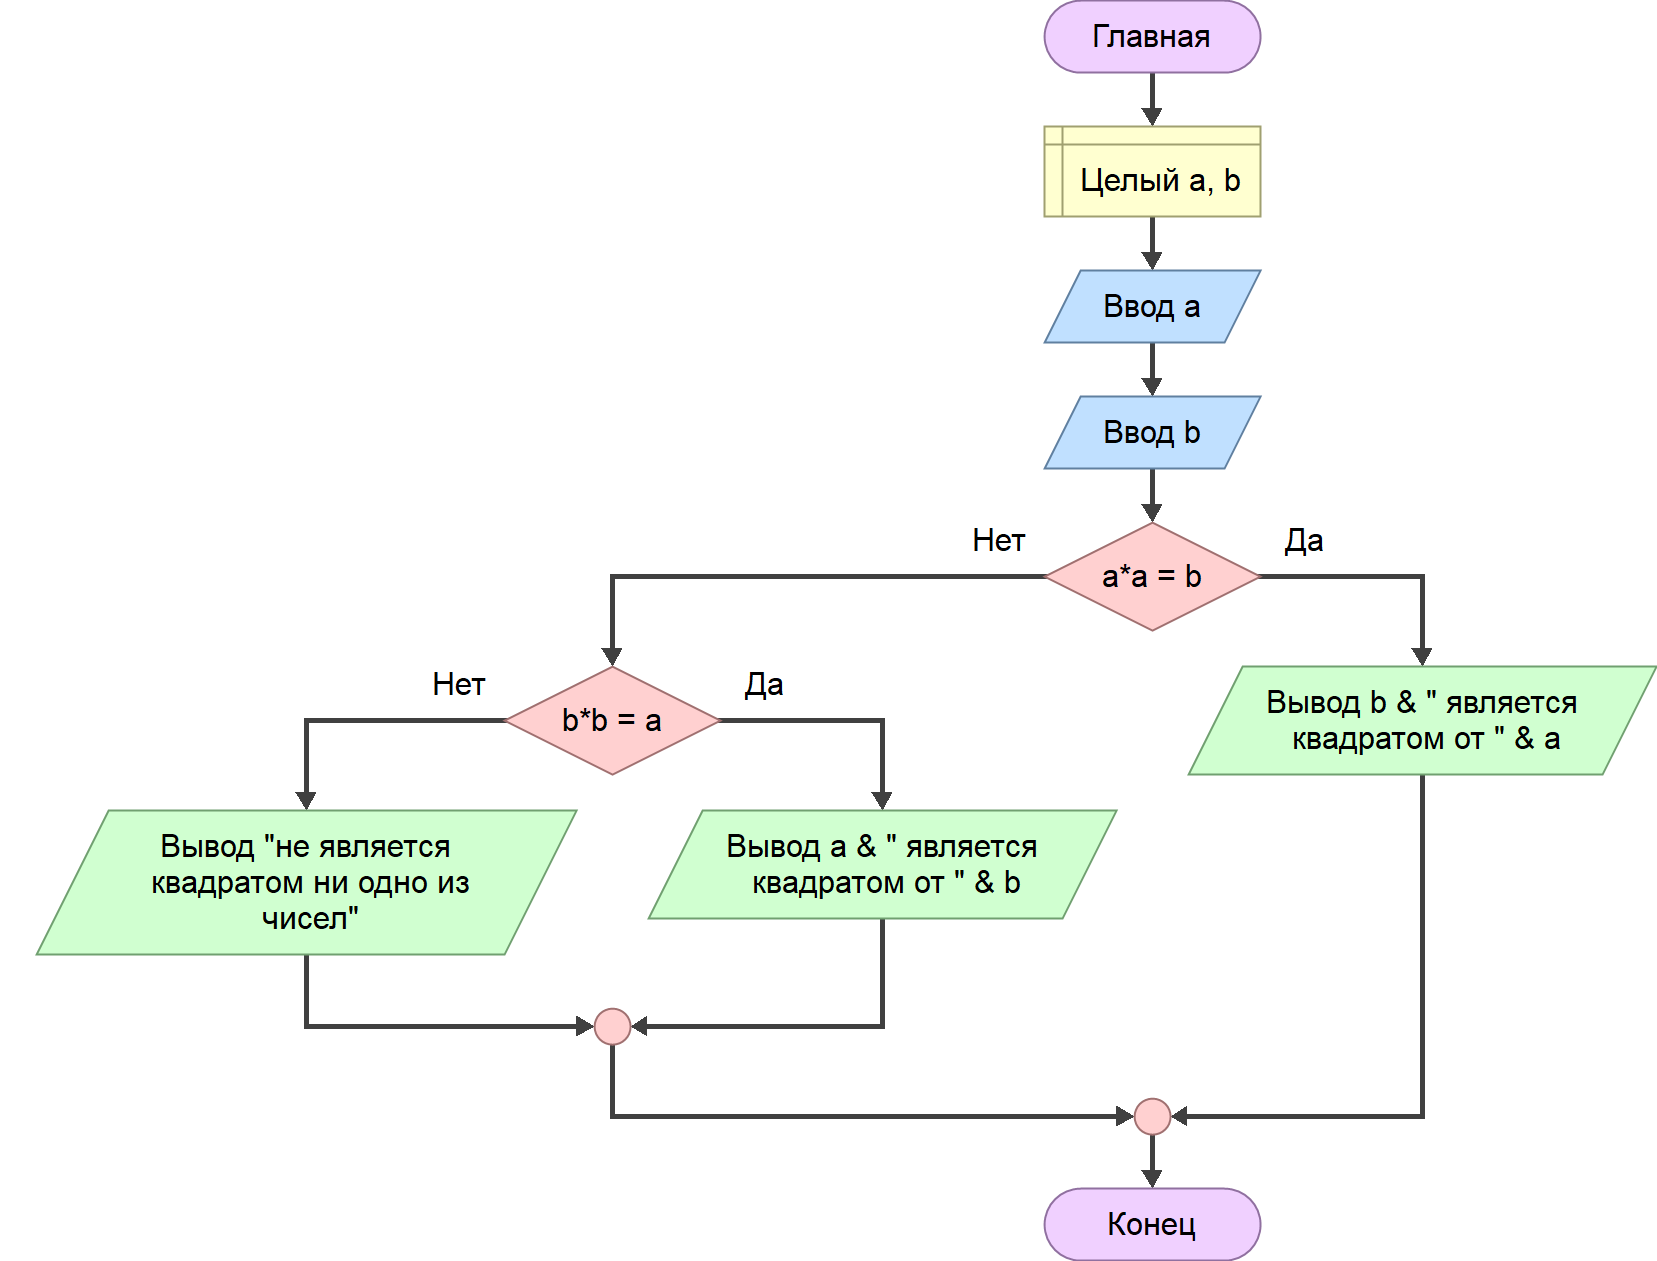 Главная
Целый a, b
Ввод a
Ввод b
Нет
Да
a*a = b
Нет
Да
b*b = a
Вывод b & " является
квадратом от " & a
Вывод "не является
квадратом ни одно из
чисел"
Вывод a & " является
квадратом от " & b
Конец